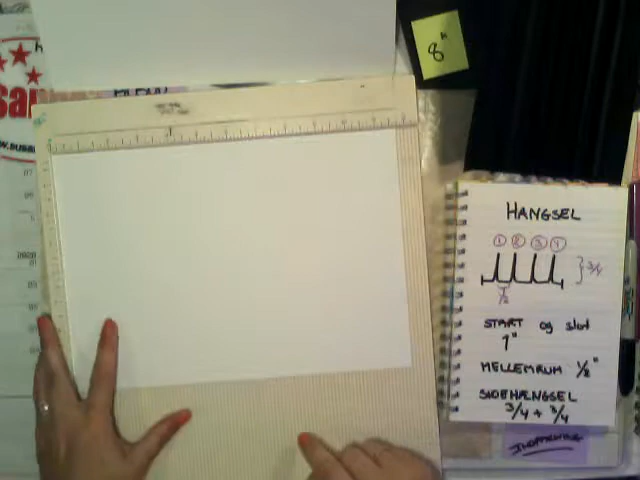 8"
HANGSEL
1 2 3 4
3/4
1/2
START og slut
1"
MELLEMRUM 1/2"
SIDEHÆNGSEL
3/4 + 3/4